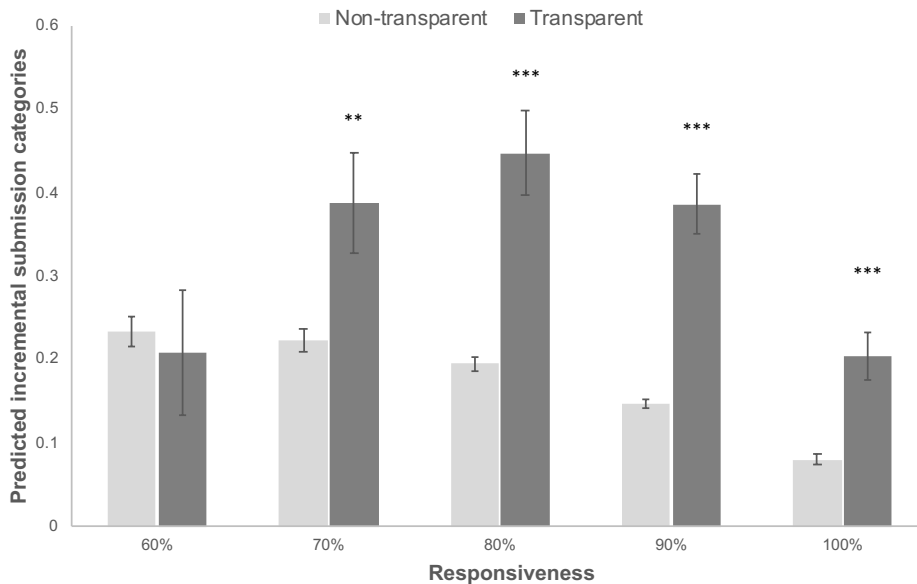 Non-transparent Transparent
Predicted incremental submission categories
0.6
0.5
0.4
0.3
0.2
0.1
0
**
***
***
***
60% 70% 80% 90% 100%
Responsiveness